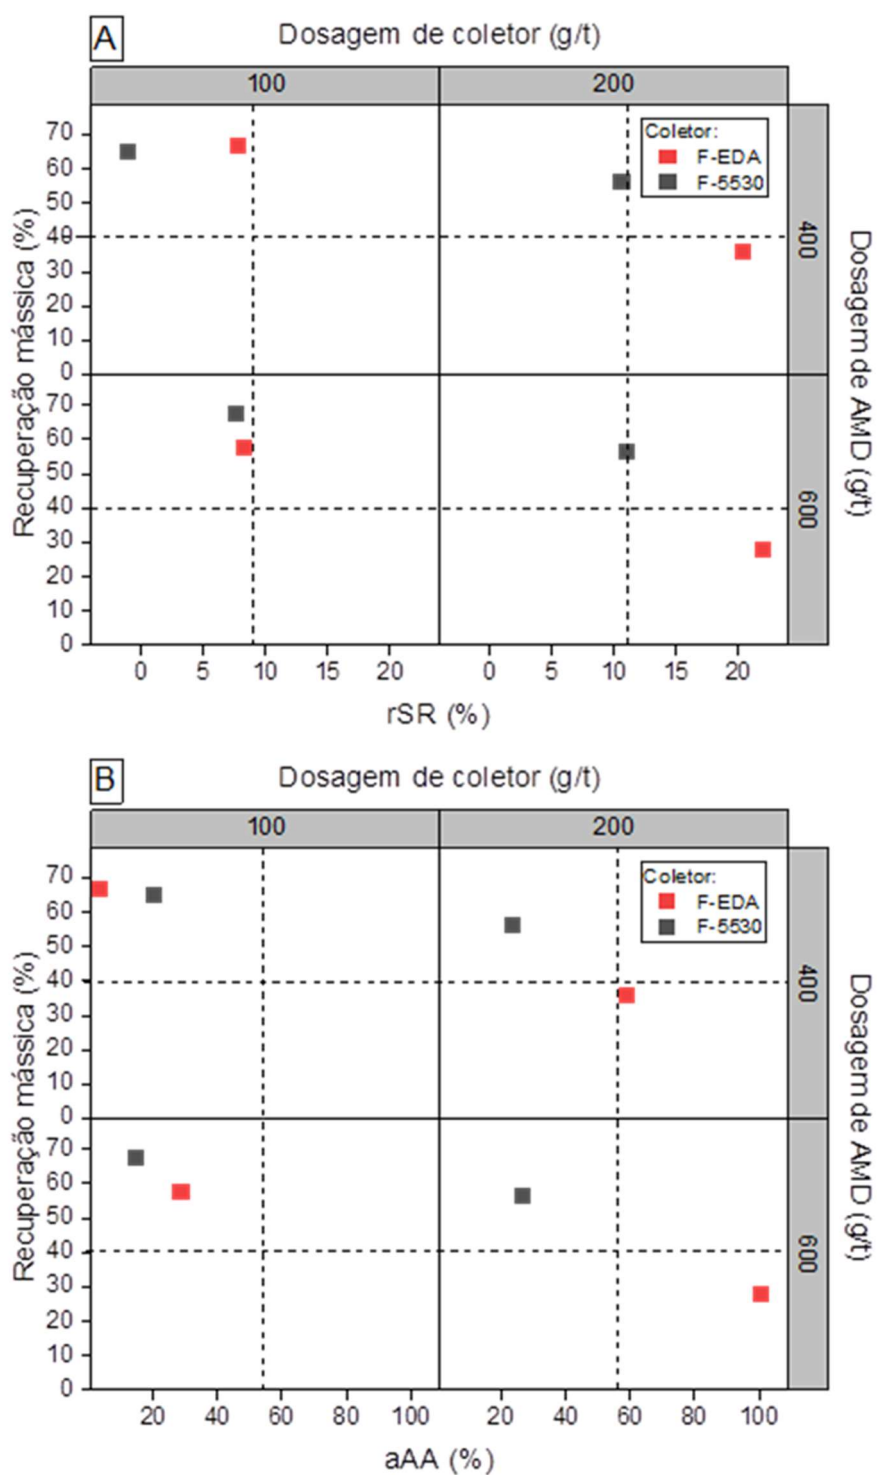 A
Dosagem de coletor (g/t)
100
200
Coletor:
F-EDA
F-5530
Recuperação mássica (%)
70
60
50
40
30
20
10
0
400
70
60
50
40
30
20
10
0
600
Dosagem de AMD (g/t)
0 5 10 15 20 0 5 10 15 20
rSR (%)
B
Dosagem de coletor (g/t)
100
200
Coletor:
F-EDA
F-5530
Recuperação mássica (%)
70
60
50
40
30
20
10
0
400
70
60
50
40
30
20
10
0
600
Dosagem de AMD (g/t)
20 40 60 80 100 20 40 60 80 100
aAA (%)